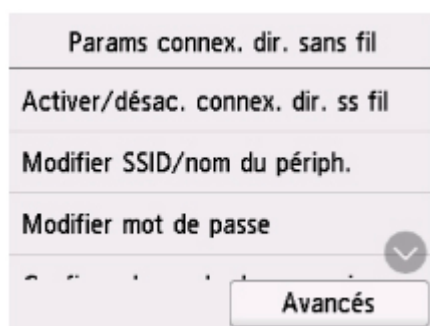 Params connex. dir. sans fil
Activer/désac. connex. dir. ss fil
Modifier SSID/nom du périph.
Modifier mot de passe
Avancés